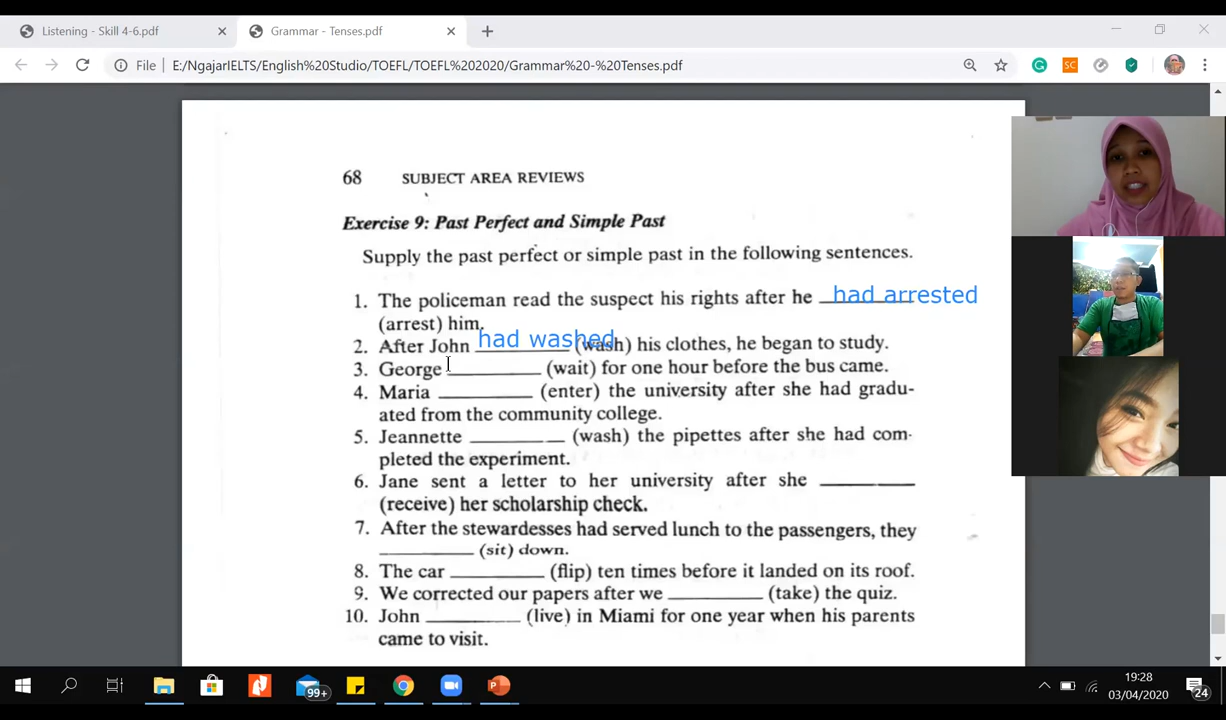 Listening - Skill 4-6.pdf
Grammar - Tenses.pdf
File E:/NgajarIELTS/English%20Studio/TOEFL/TOEFL%202020/Grammar%20-%20Tenses.pdf
SC
68 SUBJECT AREA REVIEWS
Exercise 9: Past Perfect and Simple Past
Supply the past perfect or simple past in the following sentences.
1. The policeman read the suspect his rights after he had arrested
(arrest) him.
2. After John had washed (wash) his clothes, he began to study.
3. George ________ (wait) for one hour before the bus came.
4. Maria ________ (enter) the university after she had gradu-
ated from the community college.
5. Jeannette ________ (wash) the pipettes after she had com-
pleted the experiment.
6. Jane sent a letter to her university after she ________
(receive) her scholarship check.
7. After the stewardesses had served lunch to the passengers, they
________ (sit) down.
8. The car ________ (flip) ten times before it landed on its roof.
9. We corrected our papers after we ________ (take) the quiz.
10. John ________ (live) in Miami for one year when his parents
came to visit.
99+
19:28
03/04/2020
24